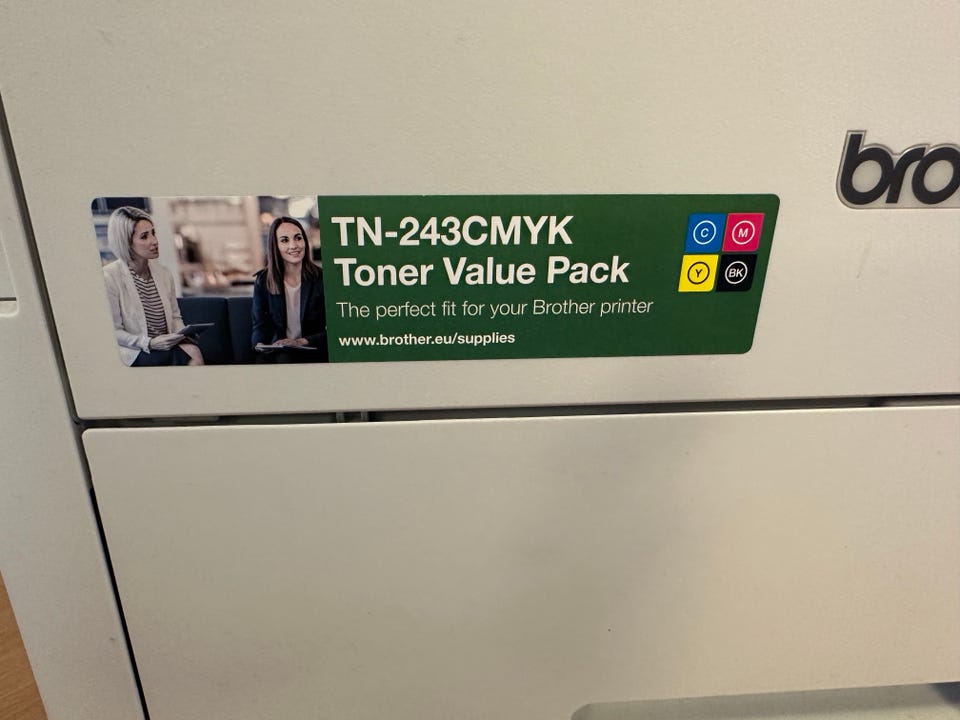 bro
TN-243CMYK
Toner Value Pack
The perfect fit for your Brother printer
www.brother.eu/supplies
C M
Y BK